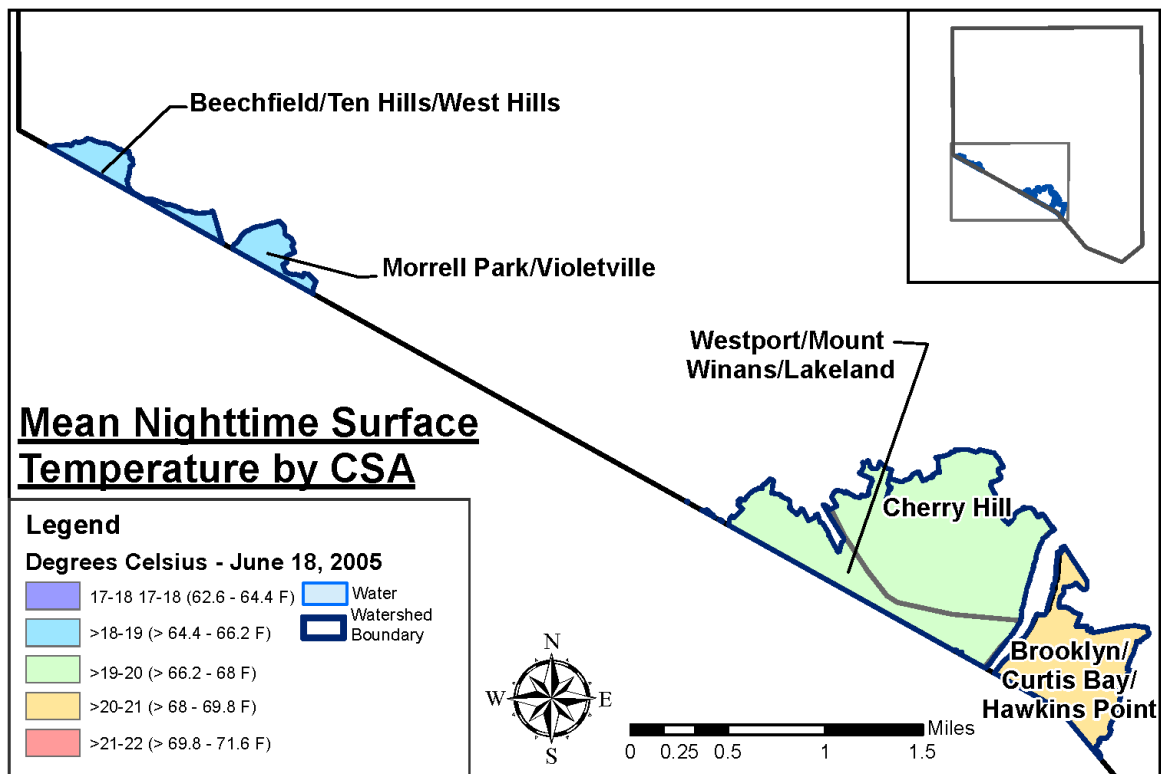 Beechfield/Ten Hills/West Hills
Morrell Park/Violetville
Westport/Mount
Winans/Lakeland
Mean Nighttime Surface
Temperature by CSA
Cherry Hill
Brooklyn/
Curtis Bay/
Hawkins Point
Legend
Degrees Celsius - June 18, 2005
17-18 17-18 (62.6 - 64.4 F)
>18-19 (> 64.4 - 66.2 F)
>19-20 (> 66.2 - 68 F)
>20-21 (> 68 - 69.8 F)
>21-22 (> 69.8 - 71.6 F)
Water
Watershed
Boundary
N
W E
S
Miles
0 0.25 0.5 1 1.5